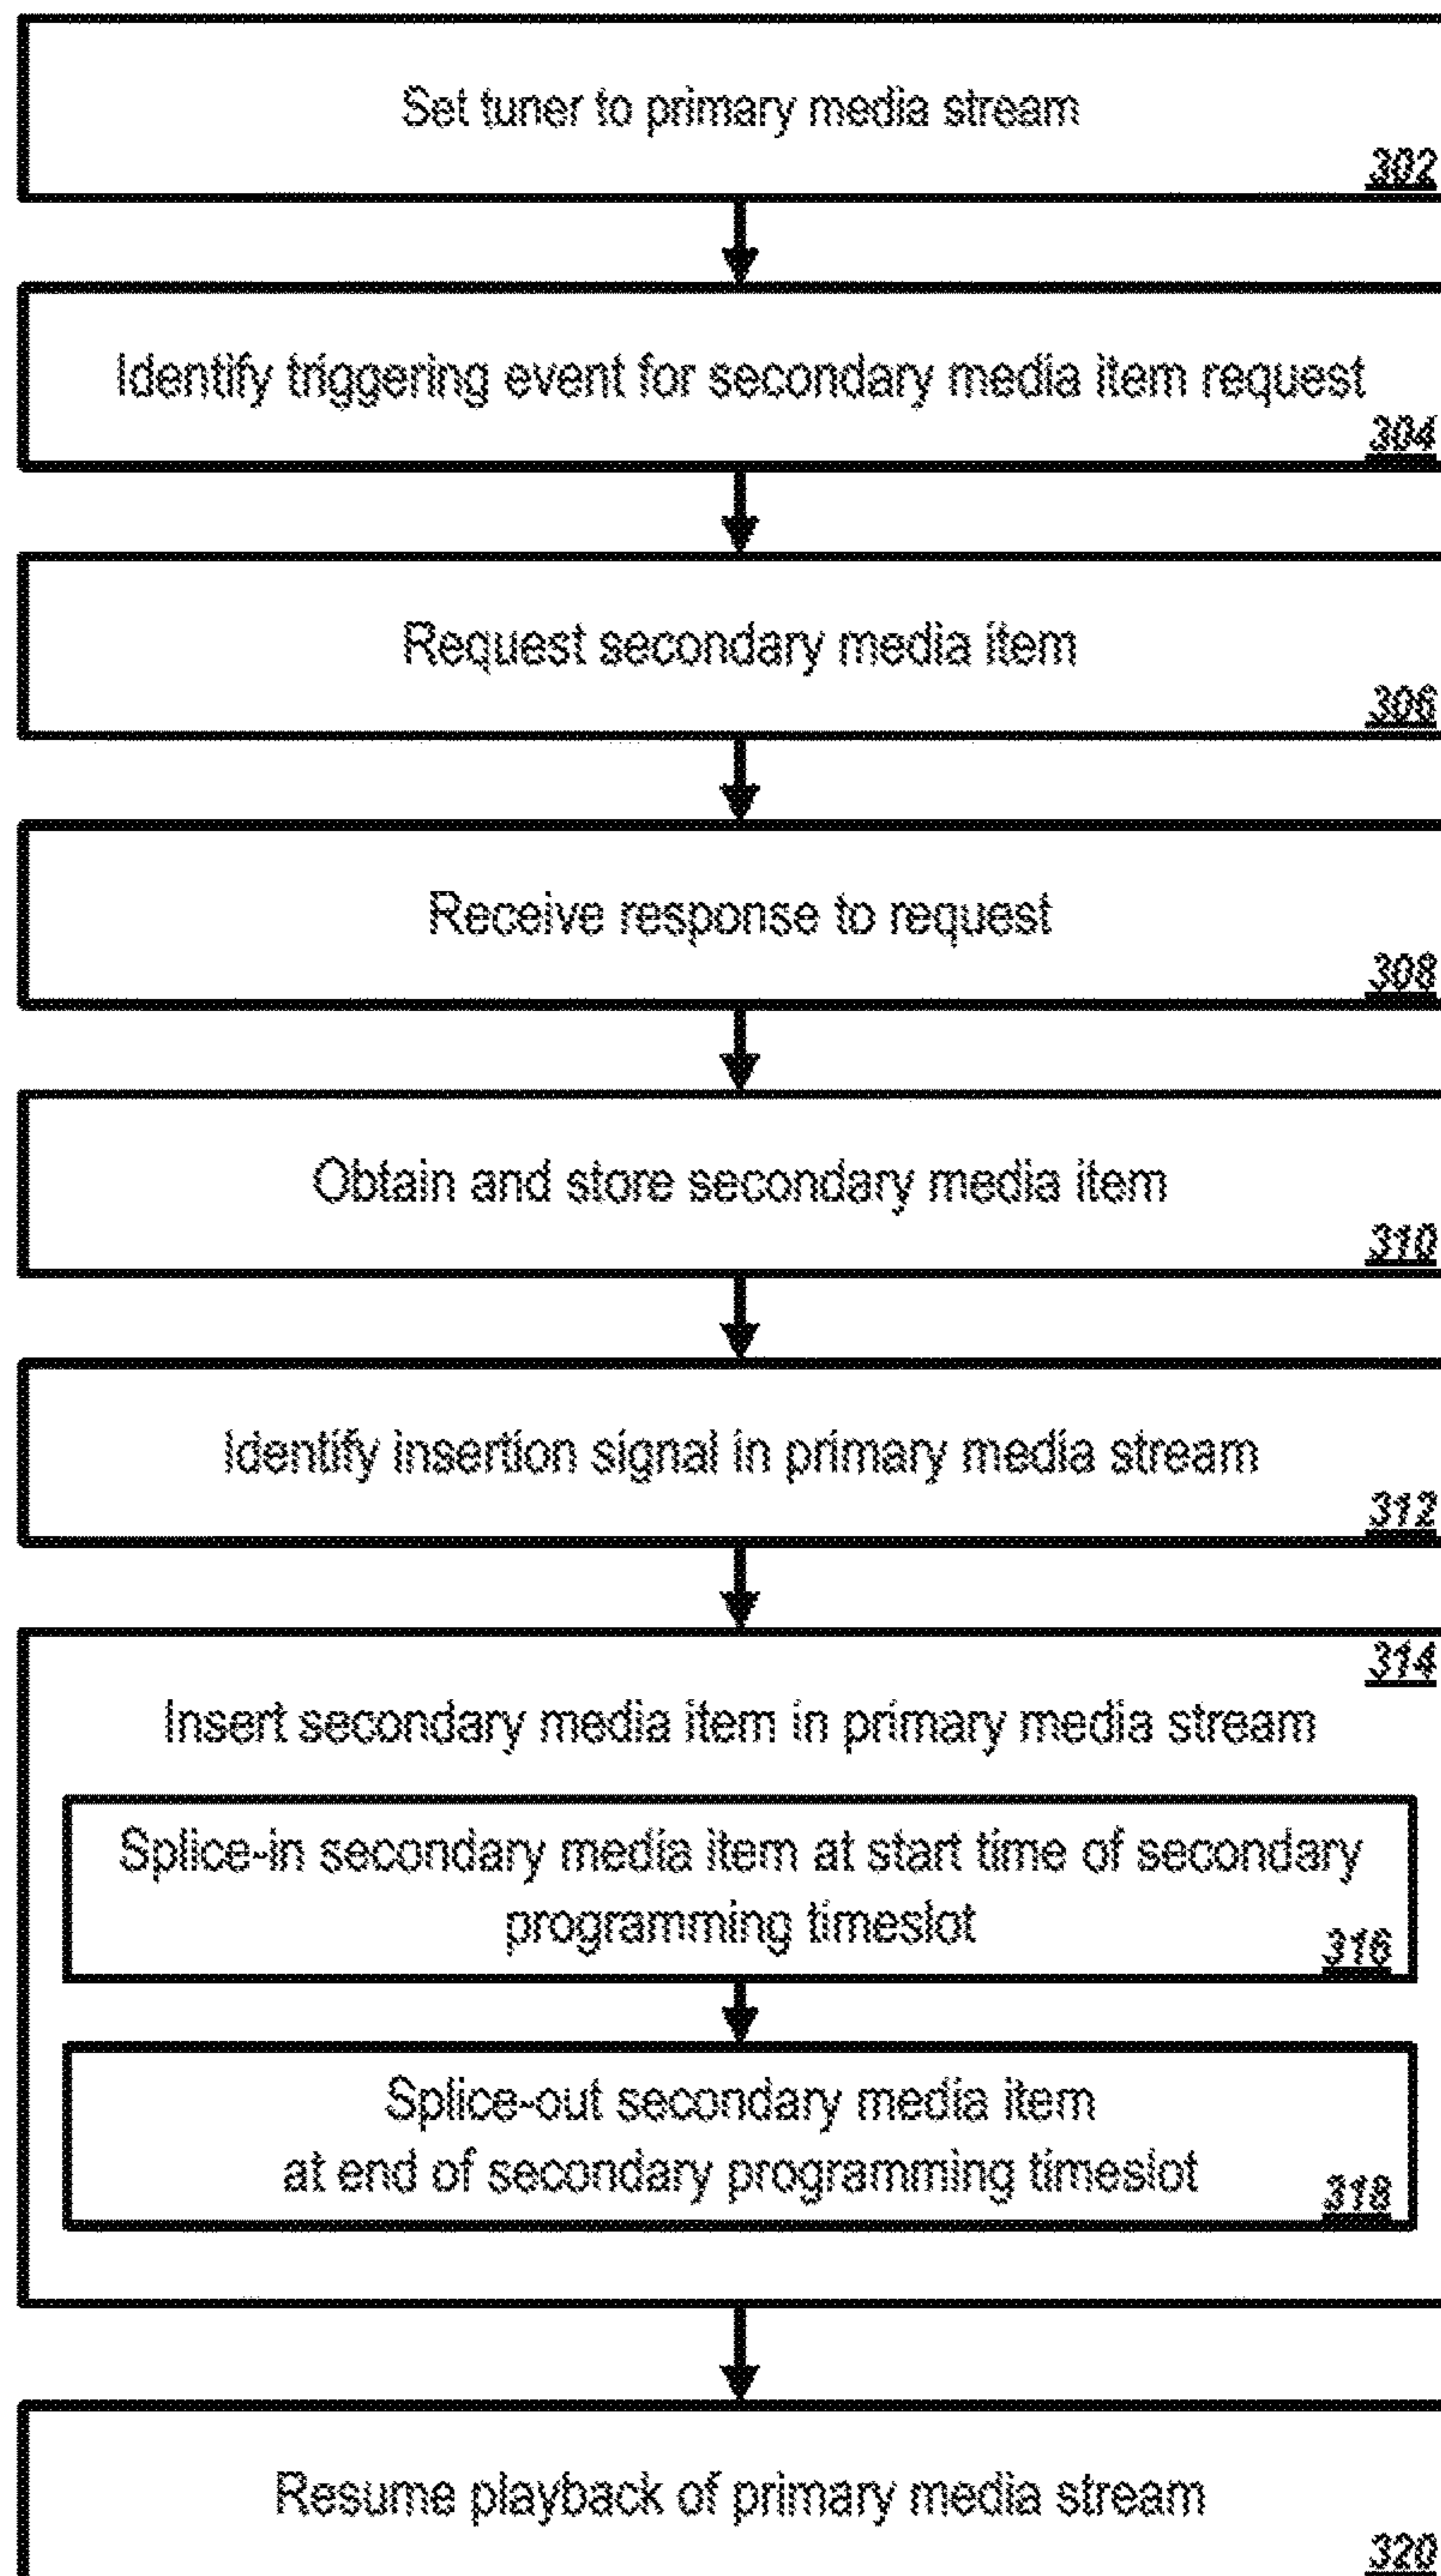 Set tuner to primary media stream
302
Identify triggering event for secondary media item request
304
Request secondary media item
306
Receive response to request
308
Obtain and store secondary media item
310
Identify insertion signal in primary media stream
312
314
Insert secondary media item in primary media stream
Splice-in secondary media item at start time of secondary
programming timeslot
316
Splice-out secondary media item
at end of secondary programming timeslot
318
Resume playback of primary media stream
320